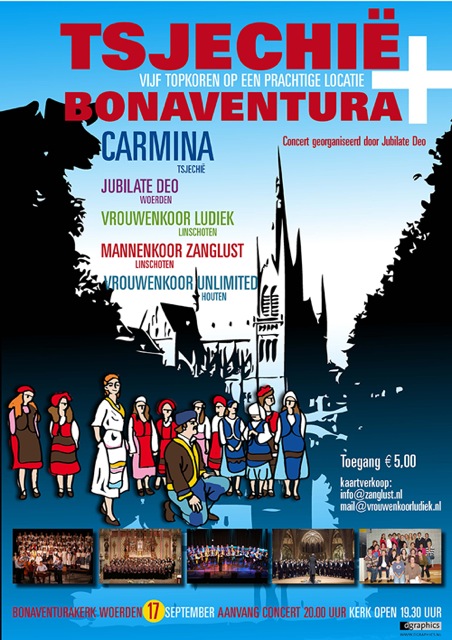 TSJECHIË
VIJF TOPKOREN OP EEN PRACHTIGE LOCATIE
BONAVENTURA
CARMINA
TSJECHIË
Concert georganiseerd door Jubilate Deo
JUBILATE DEO
WOERDEN
VROUWENKOOR LUDIEK
LINSCHOTEN
MANNENKOOR ZANGLUST
LINSCHOTEN
VROUWENKOOR UNLIMITED
HOUTEN
Toegang € 5,00
kaartverkoop:
info@zanglust.nl
mail@vrouwenkoorludiek.nl
BONAVENTURAKERK-WOERDEN 17 SEPTEMBER AANVANG CONCERT 20.00 UUR KERK OPEN 19.30 UUR